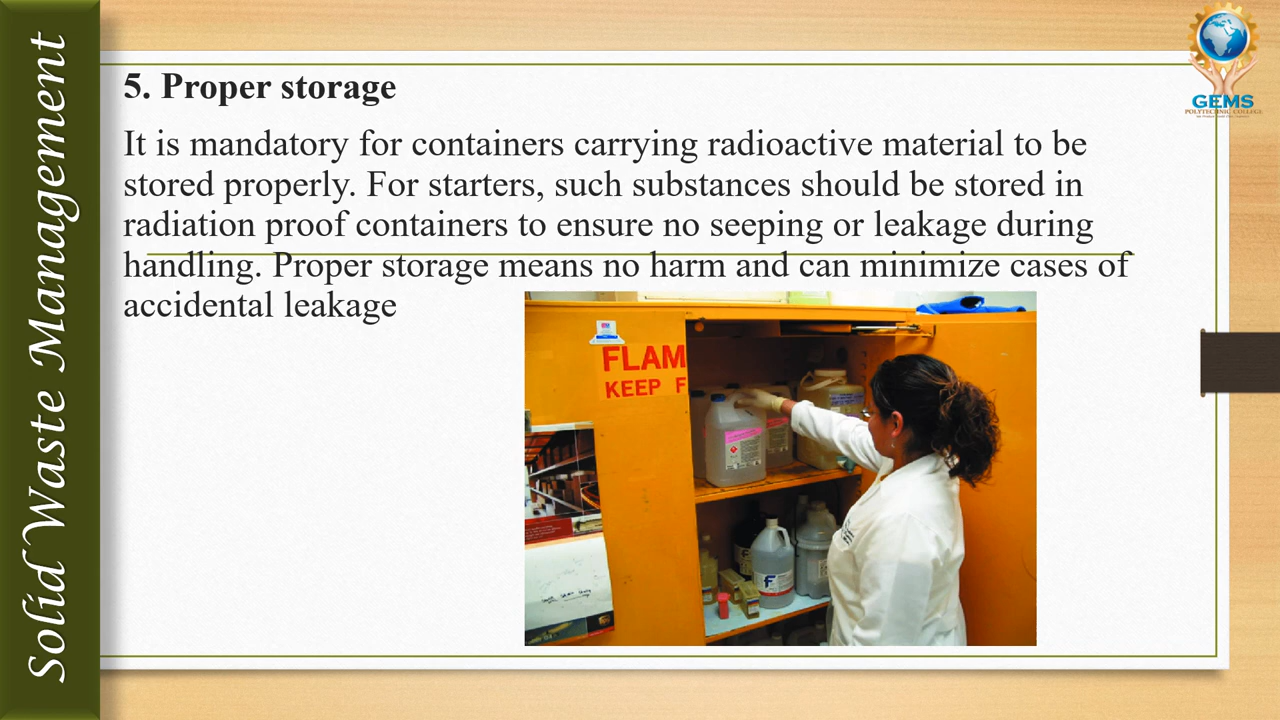 Solid Waste Management
GEMS
POLYTECHNIC COLLEGE
5. Proper storage
It is mandatory for containers carrying radioactive material to be
stored properly. For starters, such substances should be stored in
radiation proof containers to ensure no seeping or leakage during
handling. Proper storage means no harm and can minimize cases of
accidental leakage
FLAM
KEEP F
F